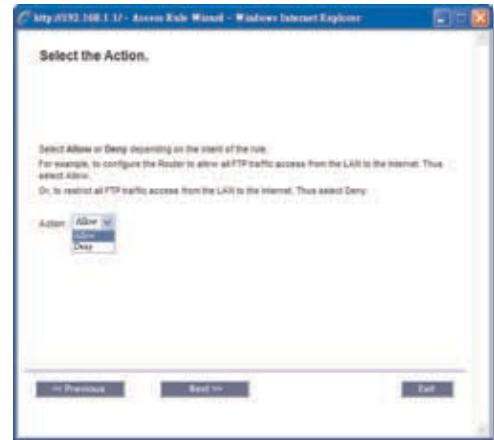 http://192.168.1.1/ - Access Rule Wizard - Windows Internet Explorer
Select the Action.
Select Allow or Deny depending on the intent of the rule.
For example, to configure the Router to allow all FTP traffic access from the LAN to the Internet. Thus
select Allow.
Or, to restrict all FTP traffic access from the LAN to the Internet. Thus select Deny.
Action: Allow
Allow
Deny
<< Previous
Next >>
Exit